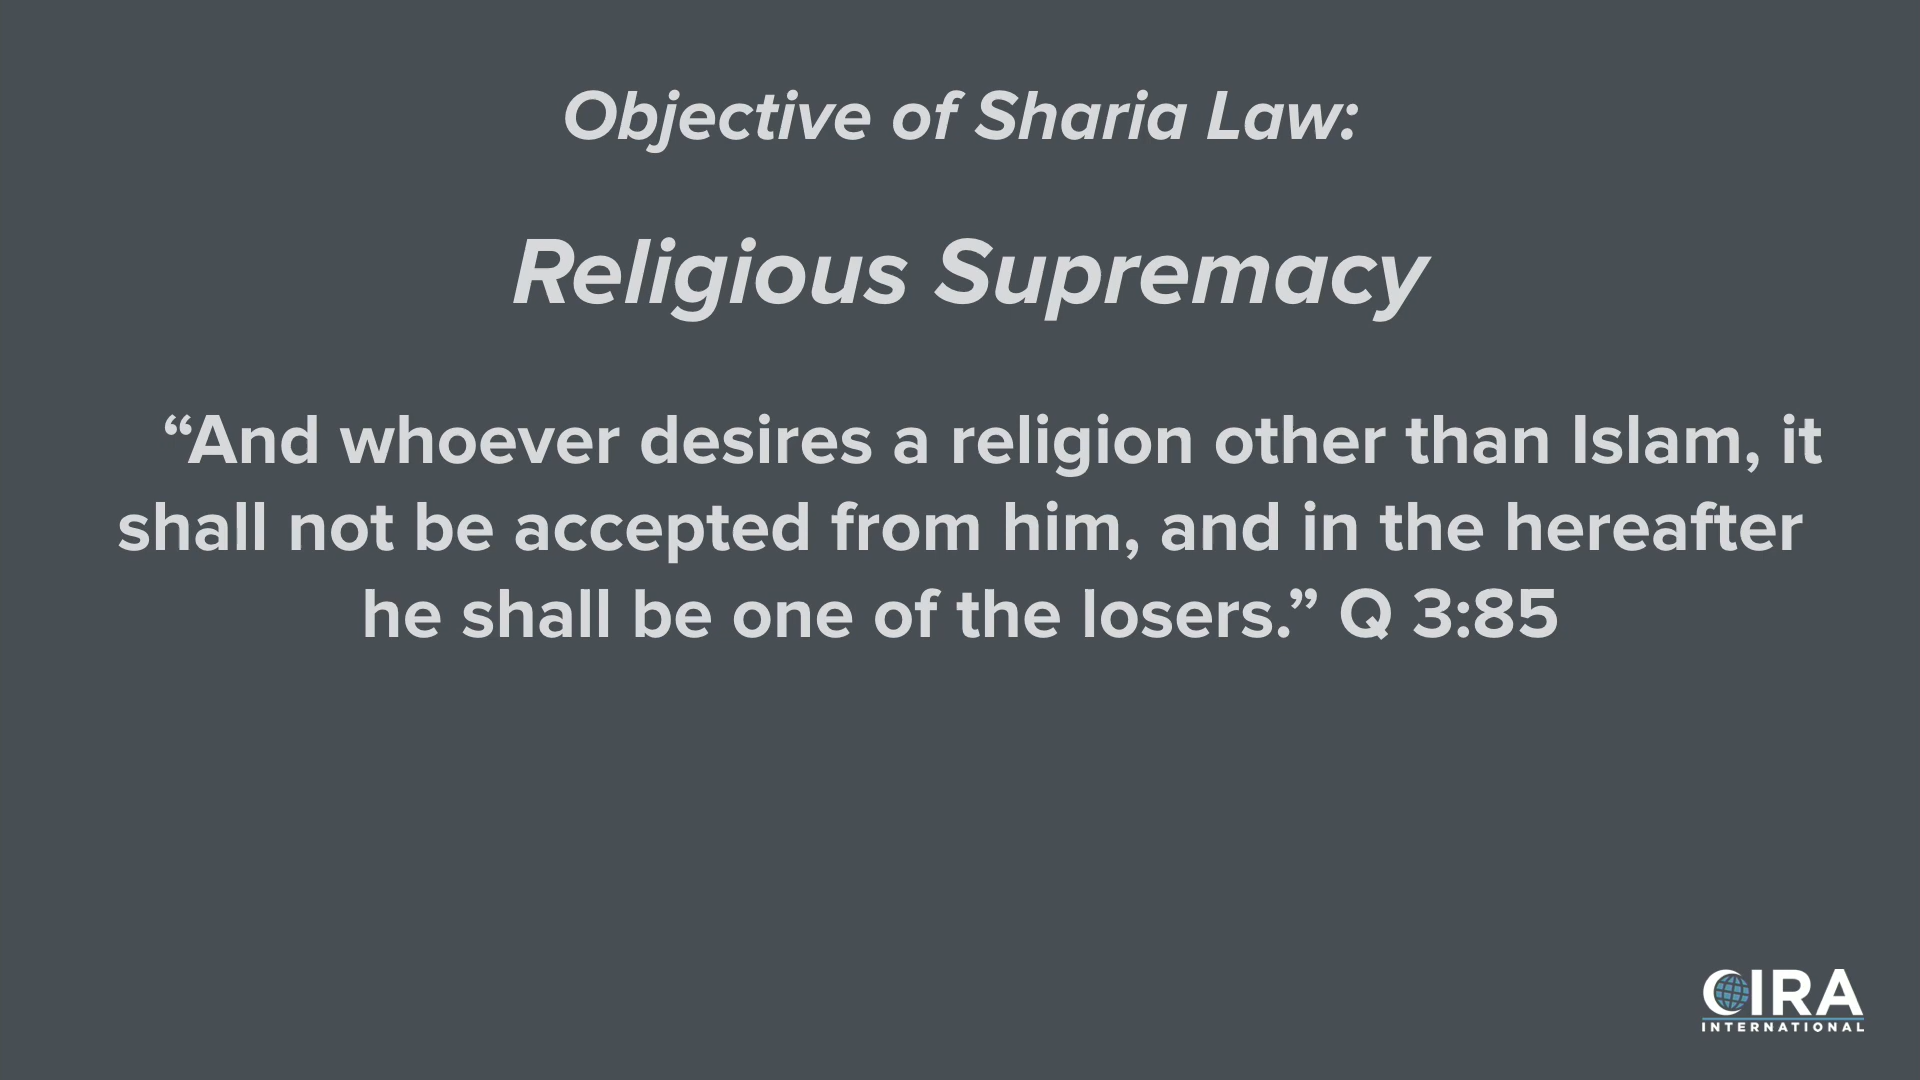 Objective of Sharia Law:
Religious Supremacy
“And whoever desires a religion other than Islam, it
shall not be accepted from him, and in the hereafter
he shall be one of the losers.” Q 3:85
CIRA
INTERNATIONAL